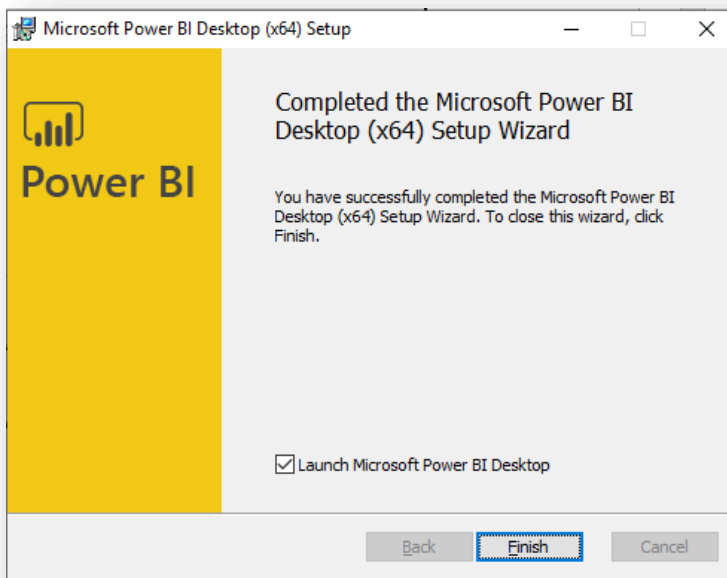 Microsoft Power BI Desktop (x64) Setup
Power BI
Completed the Microsoft Power BI
Desktop (x64) Setup Wizard
You have successfully completed the Microsoft Power BI
Desktop (x64) Setup Wizard. To close this wizard, click
Finish.
Launch Microsoft Power BI Desktop
Back
Finish
Cancel